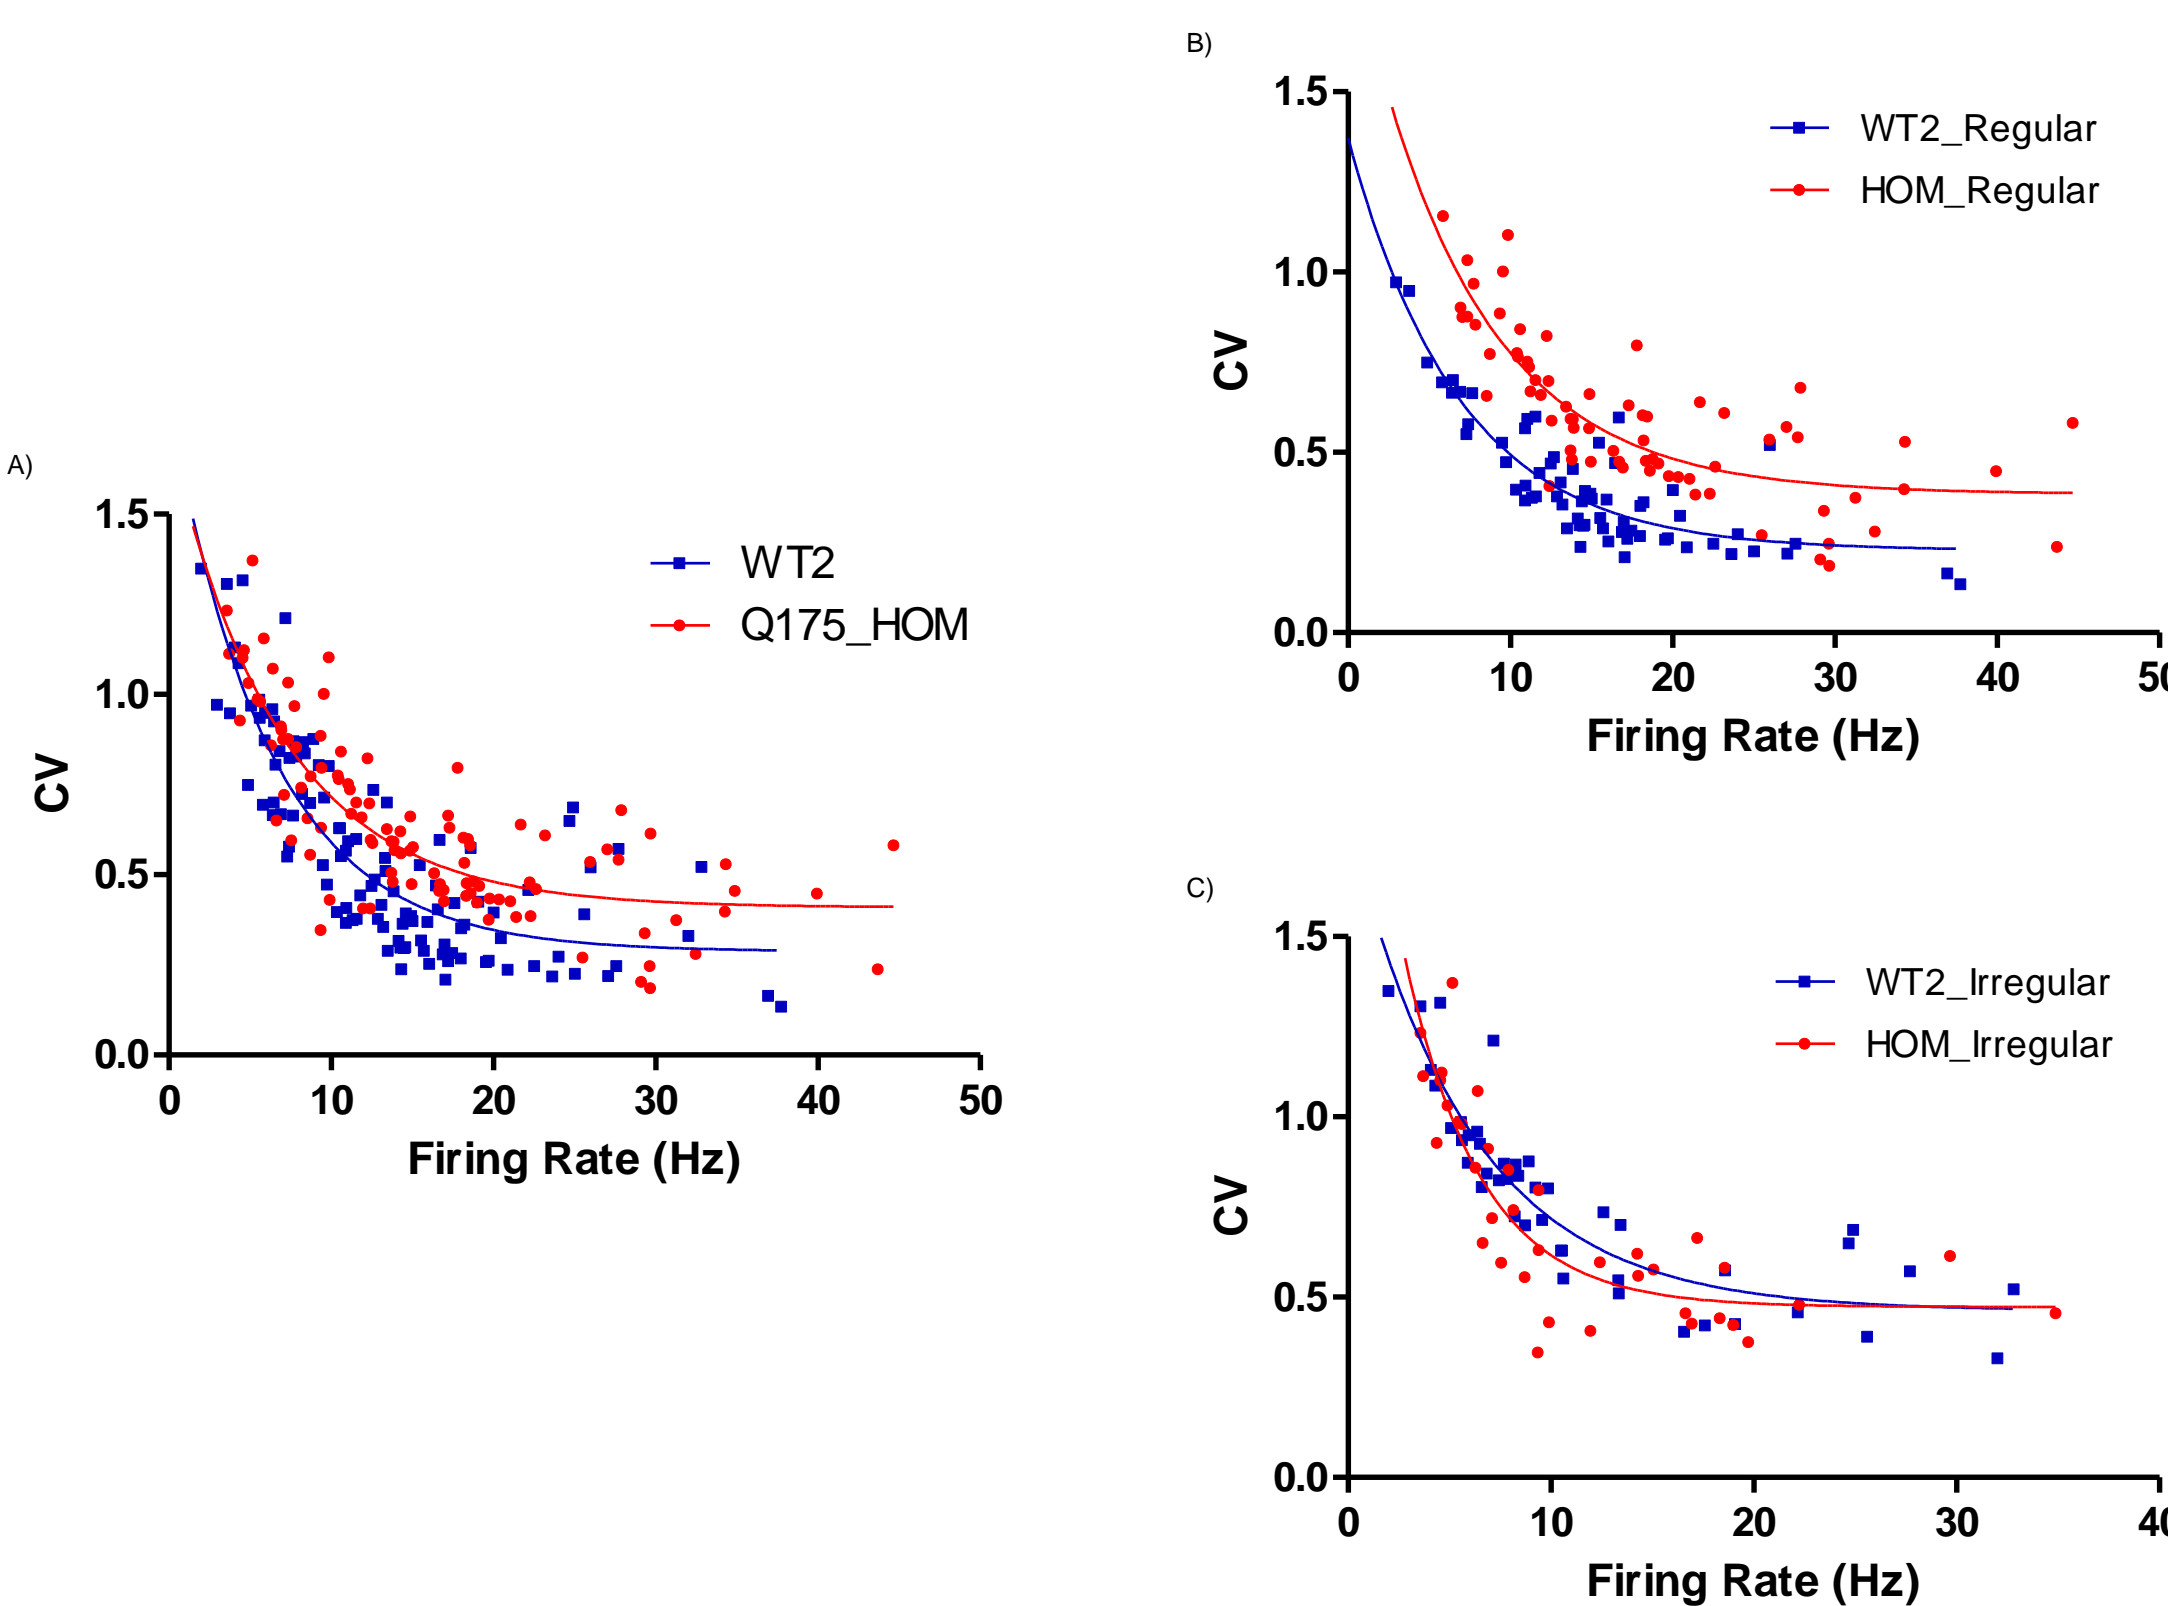 A)
1.5
1.0
0.5
0.0
0 10 20 30 40 50
CV
Firing Rate (Hz)
WT2
Q175_HOM
B)
1.5
1.0
0.5
0.0
0 10 20 30 40
CV
Firing Rate (Hz)
WT2_Regular
HOM_Regular
C)
1.5
1.0
0.5
0.0
0 10 20 30
CV
Firing Rate (Hz)
WT2_Irregular
HOM_Irregular